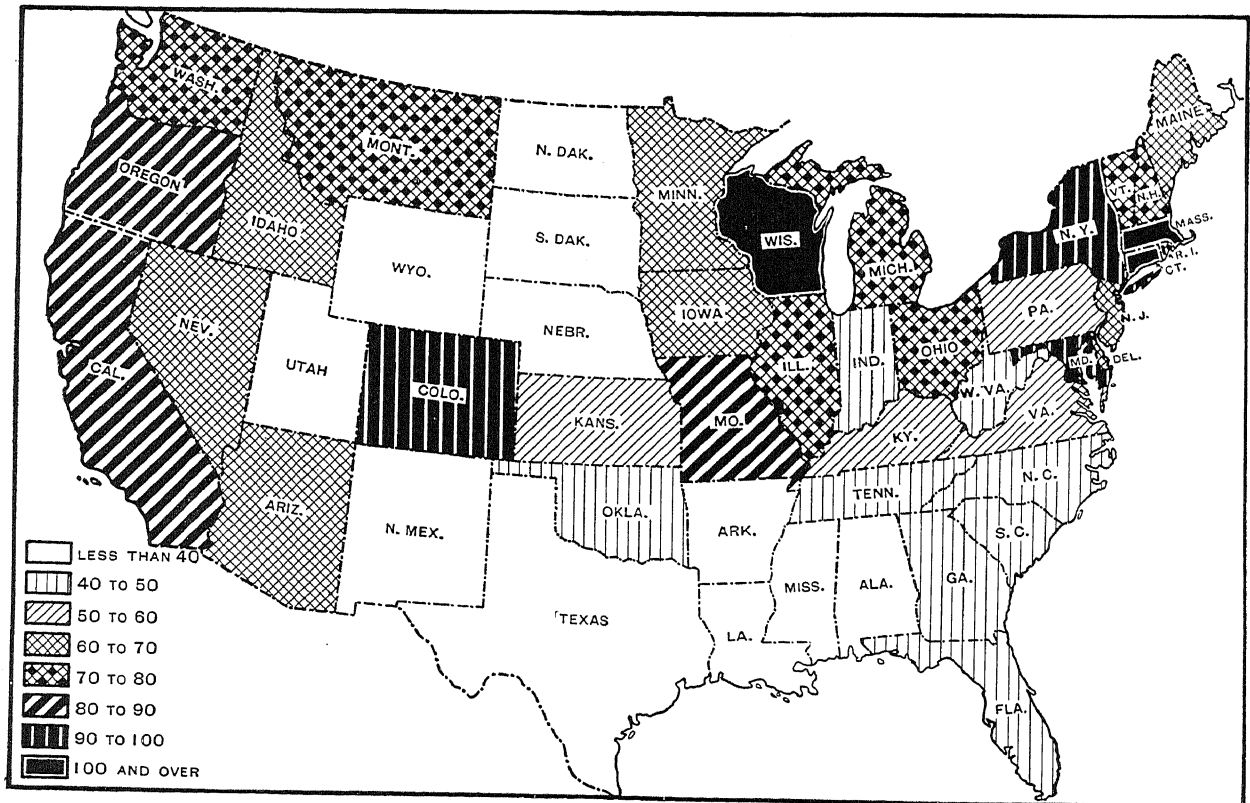 WASH.
MONT.
N. DAK.
MINN.
MAINE
OREGON
IDAHO
S. DAK.
WIS.
MICH.
N. Y.
VT.
N.H.
MASS.
R. I.
CT.
WYO.
NEV.
UTAH
NEBR.
IOWA
PA.
N. J.
CAL.
COLO.
KANS.
MO.
ILL.
IND.
OHIO
W. VA.
MD.
DEL.
VA.
KY.
ARIZ.
N. MEX.
OKLA.
ARK.
TENN.
N. C.
S. C.
TEXAS
LA.
MISS.
ALA.
GA.
FLA.
LESS THAN 40
40 TO 50
50 TO 60
60 TO 70
70 TO 80
80 TO 90
90 TO 100
100 AND OVER